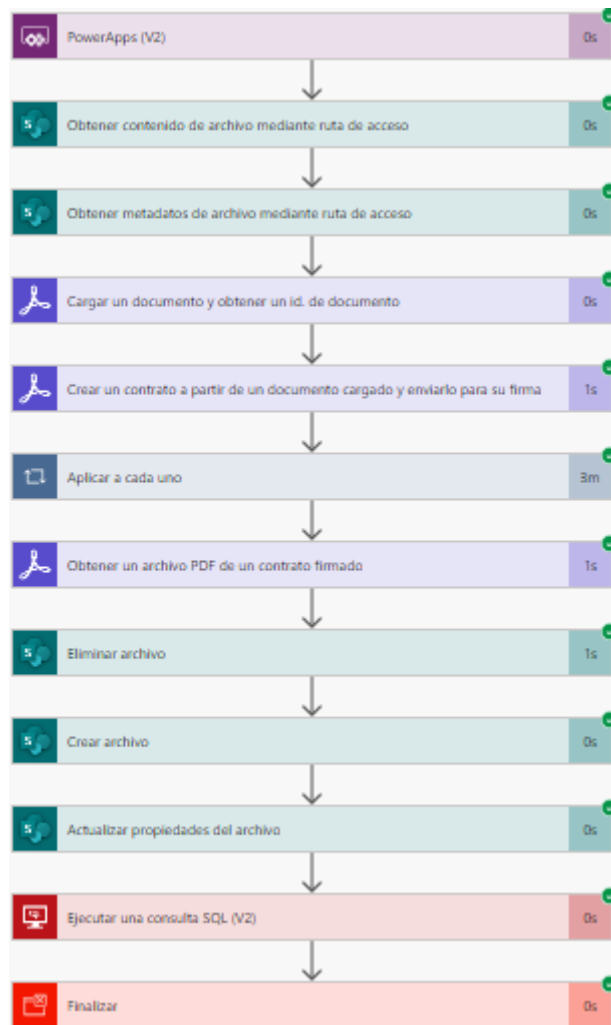 PowerApps (V2) 0s
Obtener contenido de archivo mediante ruta de acceso 0s
Obtener metadatos de archivo mediante ruta de acceso 0s
Cargar un documento y obtener un id. de documento 0s
Crear un contrato a partir de un documento cargado y enviarlo para su firma 1s
Aplicar a cada uno 3m
Obtener un archivo PDF de un contrato firmado 1s
Eliminar archivo 1s
Crear archivo 0s
Actualizar propiedades del archivo 0s
Ejecutar una consulta SQL (V2) 0s
Finalizar 0s